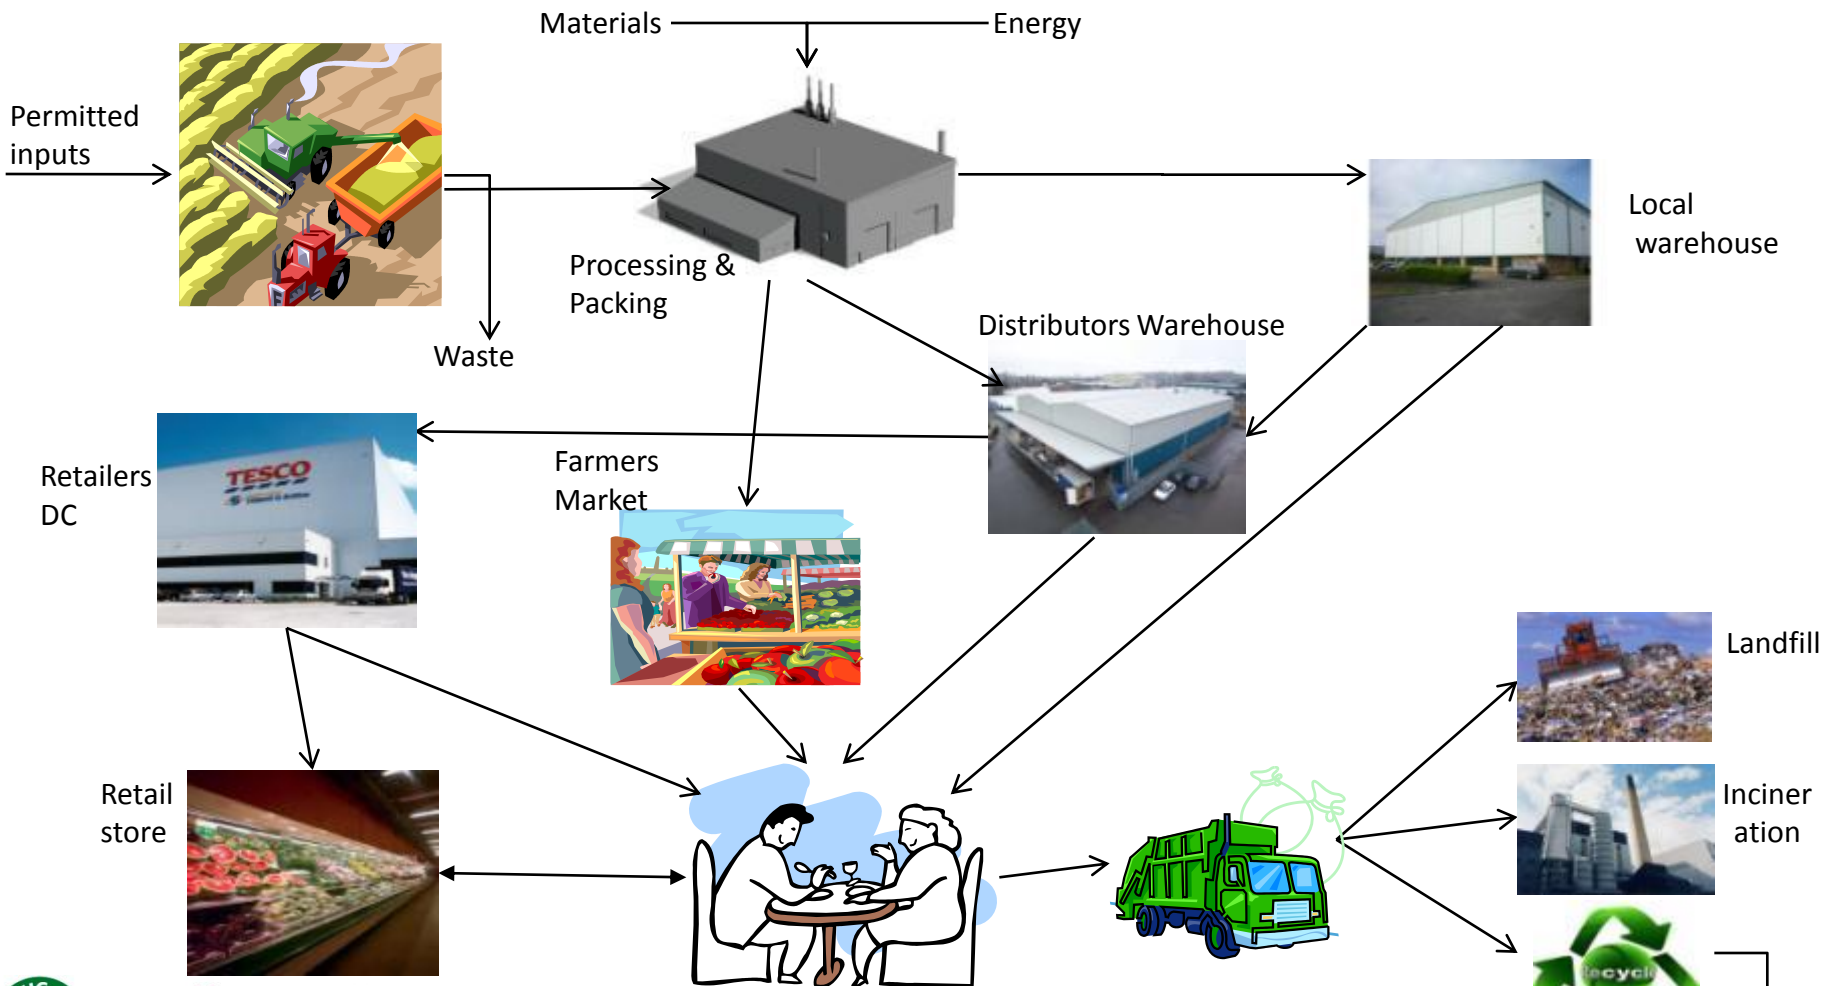 Materials
Energy
Permitted
inputs
Local
warehouse
Processing &
Packing
Distributors Warehouse
Waste
TESCO
Retailers
DC
Farmers
Market
Landfill
Retail
store
Inciner
ation
Recycle